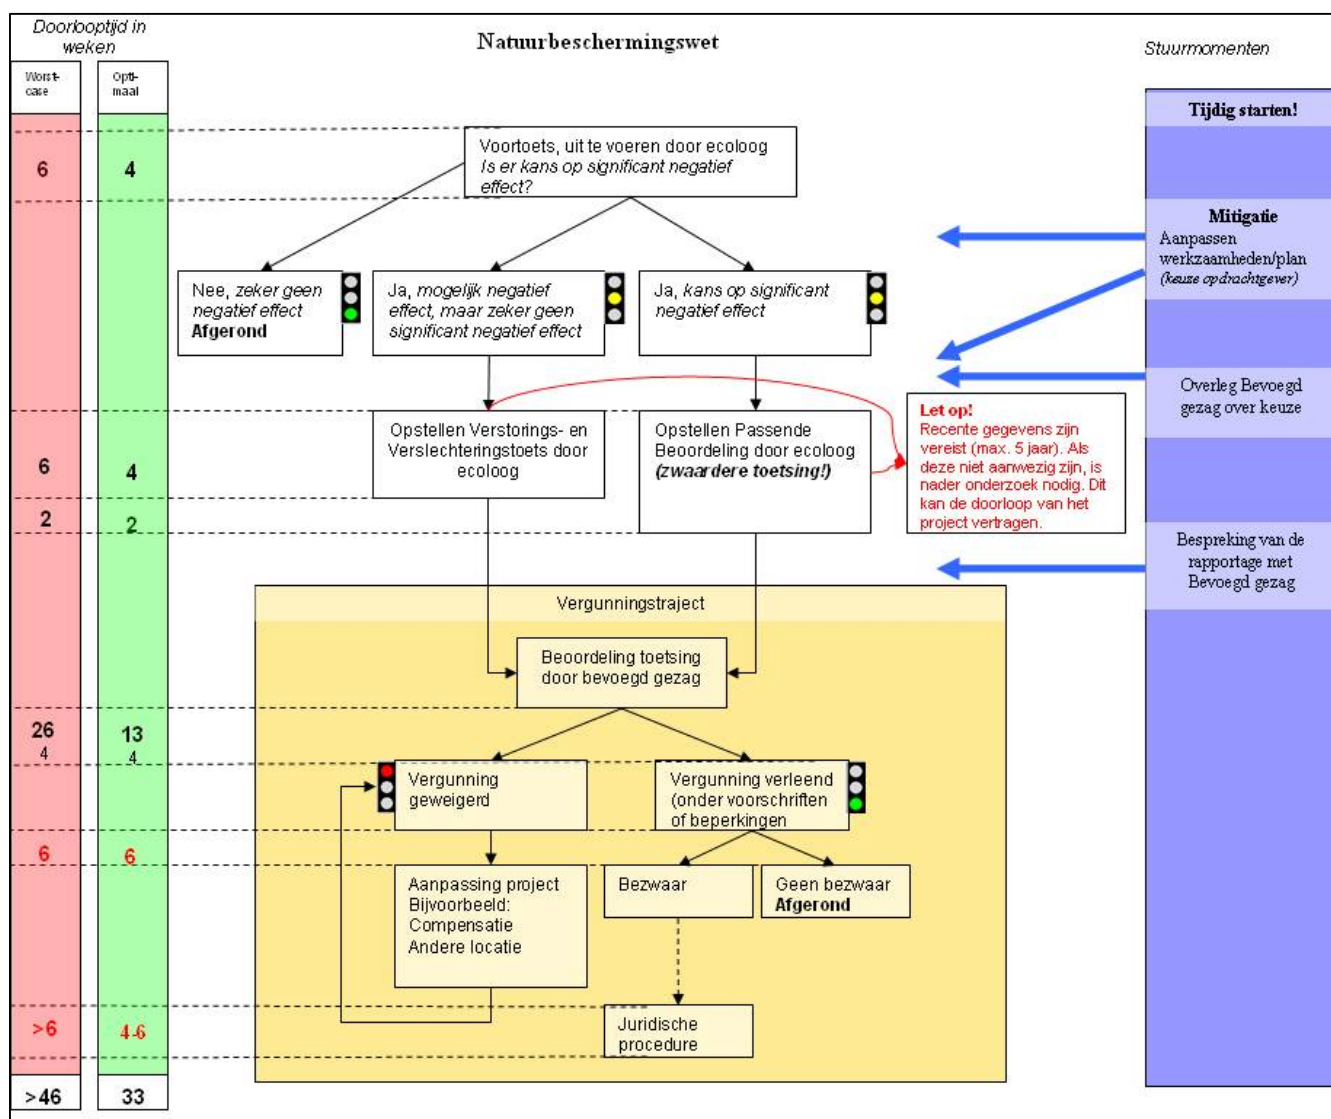 Doorlooptijd in
weken
Natuurbeschermingswet
Stuurmomenten
Worst-
case
Opti-
maal
Tijdig starten!
Voortoets, uit te voeren door ecoloog
Is er kans op significant negatief
effect?
6
4
Mitigatie
Aanpassen
werkzaamheden/plan
(keuze opdrachtgever)
Nee, zeker geen
negatief effect
Afgerond
Ja, mogelijk negatief
effect, maar zeker geen
significant negatief effect
Ja, kans op significant
negatief effect
Overleg Bevoegd
gezag over keuze
Opstellen Verstorings- en
Verslechteringstoets door
ecoloog
Opstellen Passende
Beoordeling door ecoloog
(zwaardere toetsing!)
Let op!
Recente gegevens zijn
vereist (max. 5 jaar). Als
deze niet aanwezig zijn, is
nader onderzoek nodig. Dit
kan de doorloop van het
project vertragen.
6
4
2
2
Bespreking van de
rapportage met
Bevoegd gezag
Vergunningstraject
Beoordeling toetsing
door bevoegd gezag
26
13
4
4
Vergunning
geweigerd
Vergunning verleend
(onder voorschriften
of beperkingen
6
6
Aanpassing project
Bijvoorbeeld:
Compensatie
Andere locatie
Bezwaar
Geen bezwaar
Afgerond
>6
4-6
Juridische
procedure
>46
33